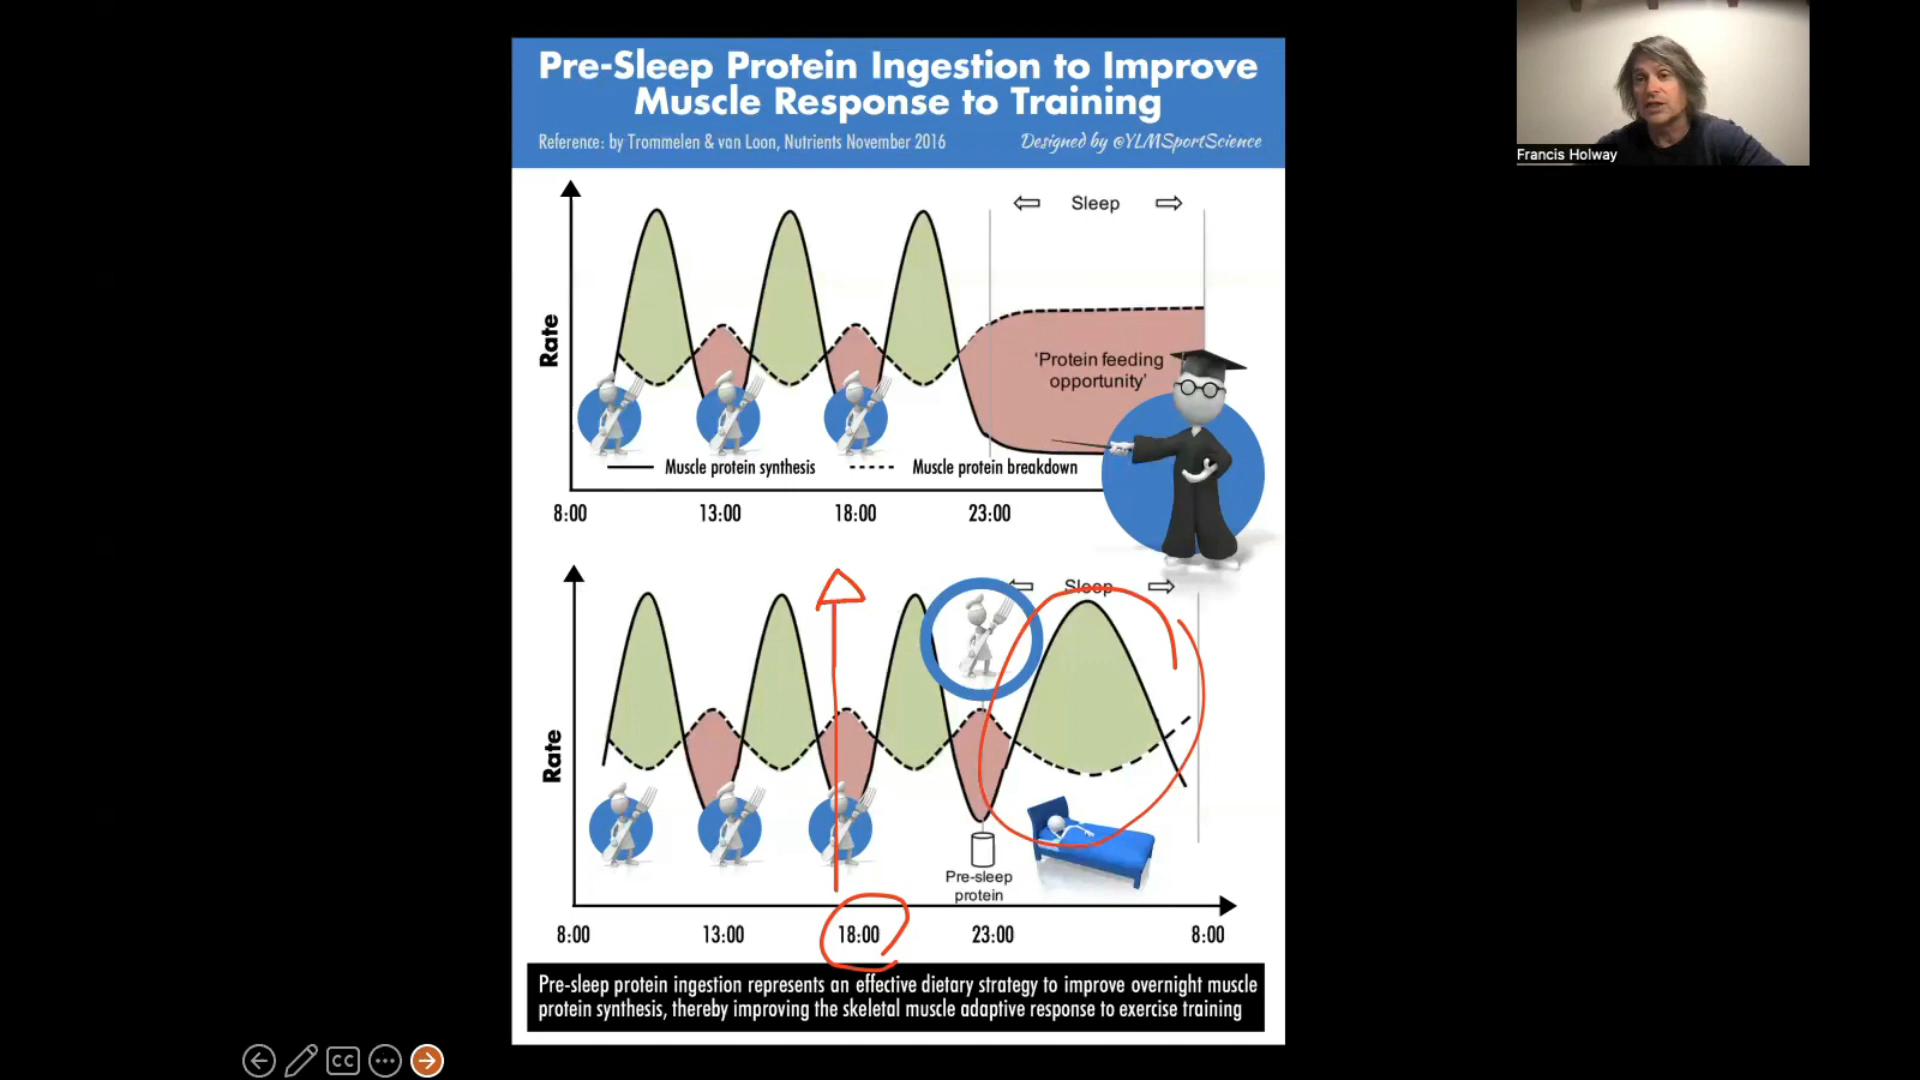 Pre-Sleep Protein Ingestion to Improve
Muscle Response to Training
Reference: by Trommelen & van Loon, Nutrients November 2016
Designed by @YLMSportScience
Francis Holway
Sleep
Rate
'Protein feeding
opportunity'
Muscle protein synthesis
Muscle protein breakdown
8:00
13:00
18:00
23:00
Sleep
Rate
Pre-sleep
protein
8:00
13:00
18:00
23:00
8:00
Pre-sleep protein ingestion represents an effective dietary strategy to improve overnight muscle
protein synthesis, thereby improving the skeletal muscle adaptive response to exercise training
CC